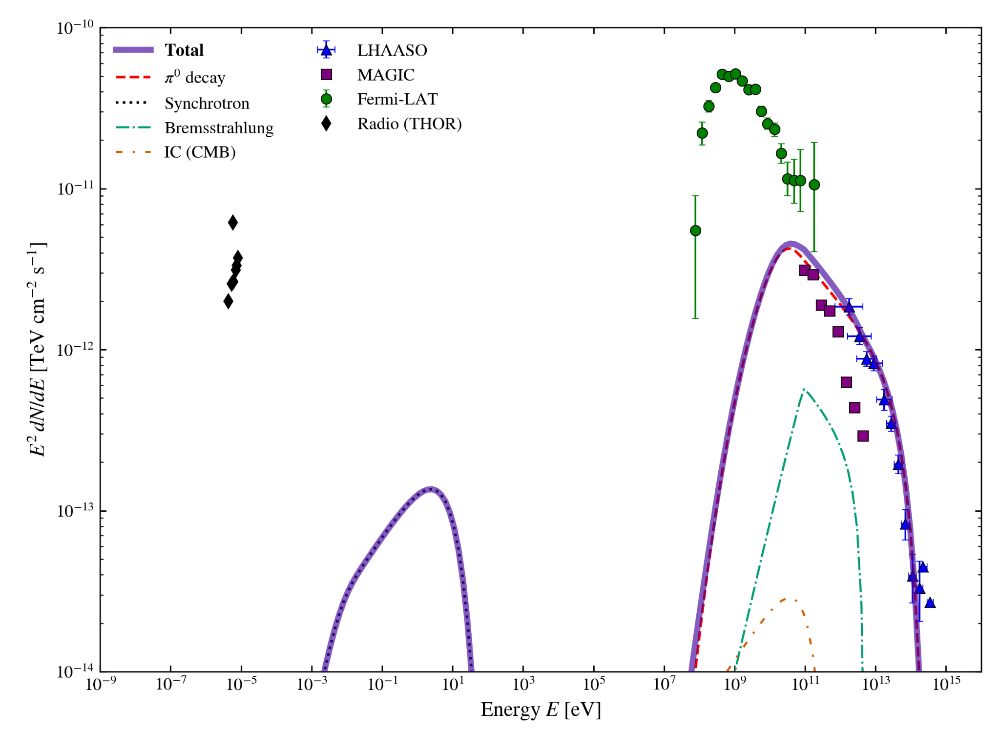 10⁻¹⁰
10⁻¹¹
10⁻¹²
10⁻¹³
10⁻¹⁴
E² dN/dE [TeV cm⁻² s⁻¹]
Total
π⁰ decay
Synchrotron
Bremsstrahlung
IC (CMB)
LHAASO
MAGIC
Fermi-LAT
Radio (THOR)
10⁻⁹ 10⁻⁷ 10⁻⁵ 10⁻³ 10⁻¹ 10¹ 10³ 10⁵ 10⁷ 10⁹ 10¹¹ 10¹³ 10¹⁵
Energy E [eV]